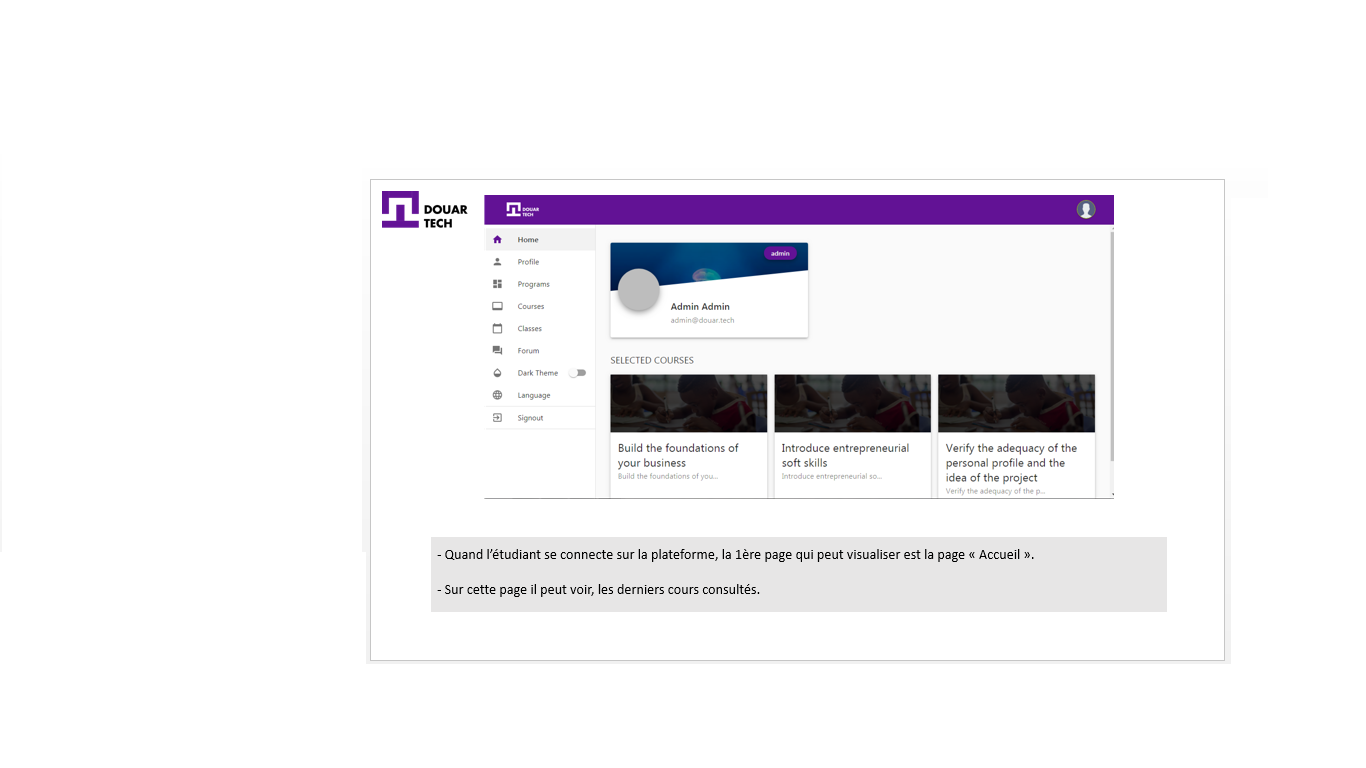 DOUAR
TECH
DOUAR
TECH
Home
Profile
Programs
Courses
Classes
Forum
Dark Theme
Language
Signout
admin
Admin Admin
admin@douar.tech
SELECTED COURSES
Build the foundations of
your business
Build the foundations of you...
Introduce entrepreneurial
soft skills
Introduce entrepreneurial so...
Verify the adequacy of the
personal profile and the
idea of the project
Verify the adequacy of the p...
- Quand l’étudiant se connecte sur la plateforme, la 1ère page qui peut visualiser est la page « Accueil ».
- Sur cette page il peut voir, les derniers cours consultés.